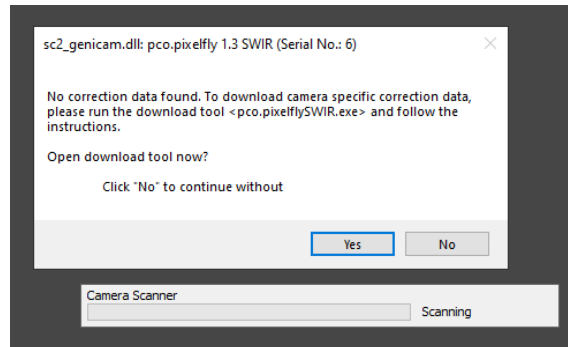 sc2_genicam.dll: pco.pixelfly 1.3 SWIR (Serial No.: 6)
No correction data found. To download camera specific correction data,
please run the download tool <pco.pixelflySWIR.exe> and follow the
instructions.
Open download tool now?
Click "No" to continue without
Yes
No
Camera Scanner
Scanning